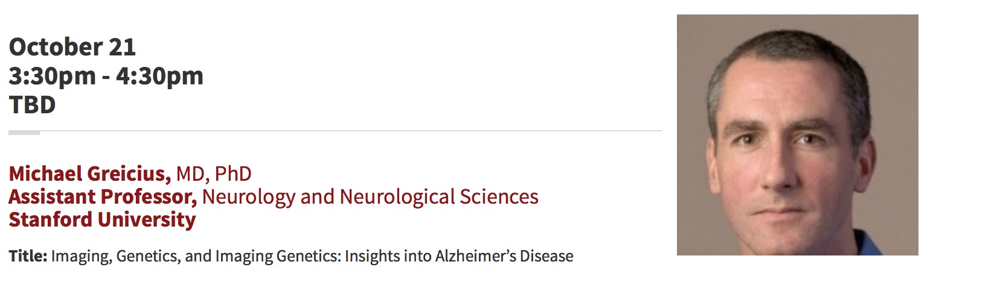 October 21
3:30pm - 4:30pm
TBD
Michael Greicius, MD, PhD
Assistant Professor, Neurology and Neurological Sciences
Stanford University
Title: Imaging, Genetics, and Imaging Genetics: Insights into Alzheimer’s Disease